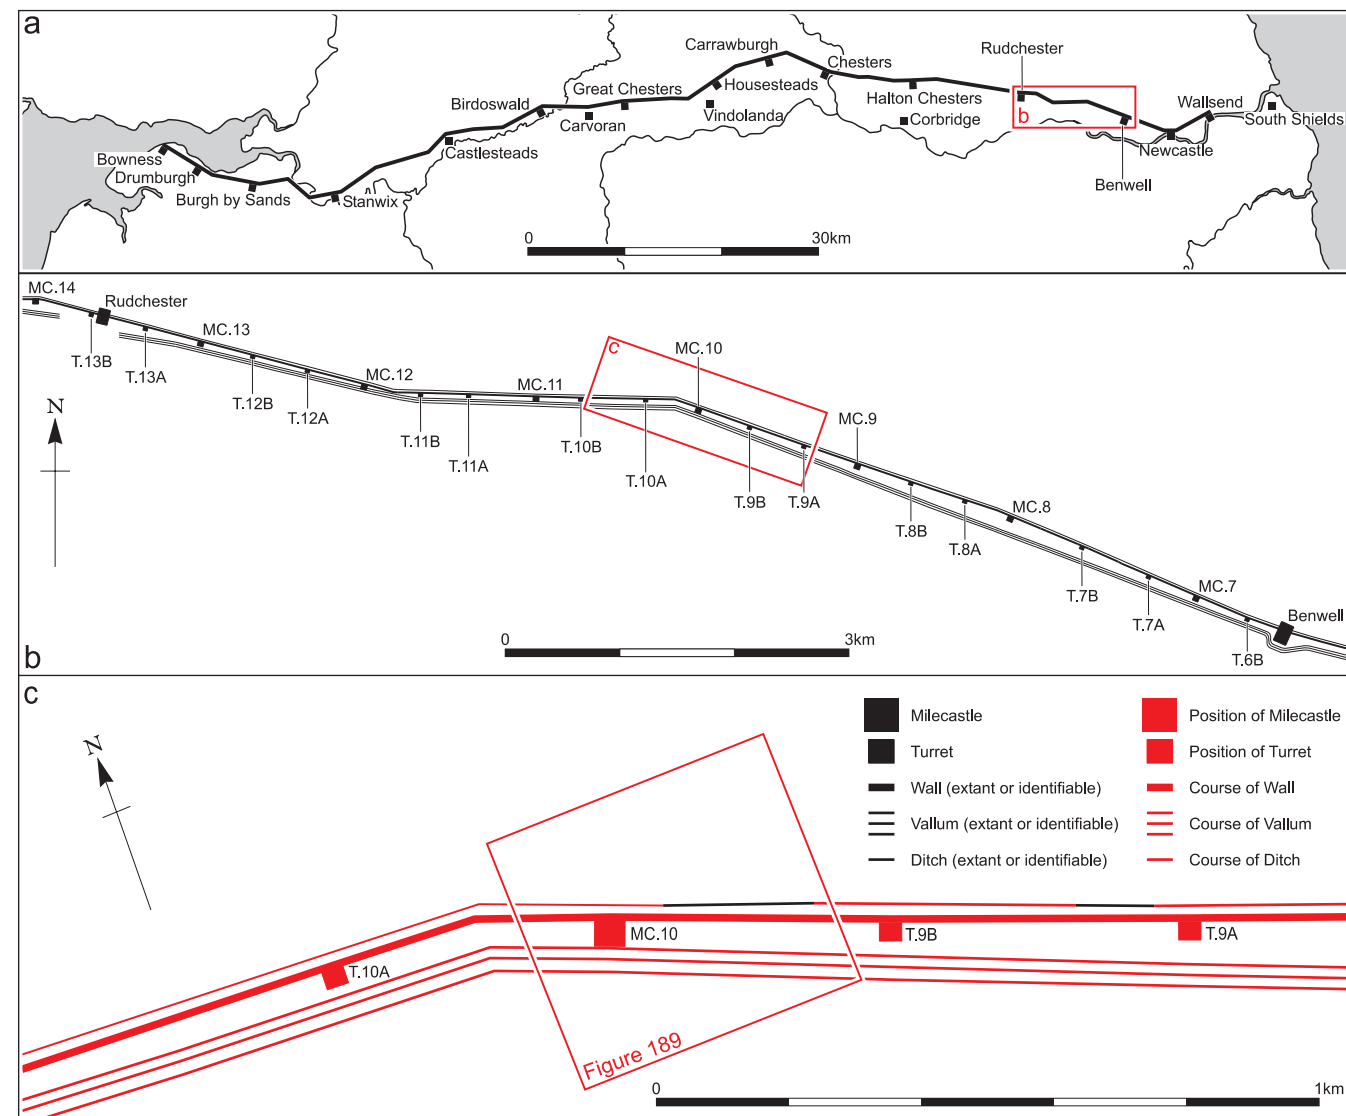 a
Carrawburgh
Rudchester
Chesters
Great Chesters
Housesteads
Birdoswald
Halton Chesters
Wallsend
Vindolanda
South Shields
b
Carvoran
Corbridge
Castlesteads
Newcastle
Bowness
Drumburgh
Benwell
Burgh by Sands
Stanwix
0 30km
MC.14
Rudchester
MC.13
c
MC.10
T.13B
T.13A
MC.12
MC.11
T.12B
T.12A
N
MC.9
T.11B
T.10B
T.11A
T.10A
T.9B
T.9A
MC.8
T.8B
T.8A
MC.7
T.7B
Benwell
T.7A
0 3km
b
T.6B
c
Milecastle
Position of Milecastle
Turret
Position of Turret
N
Wall (extant or identifiable)
Course of Wall
Vallum (extant or identifiable)
Course of Vallum
Ditch (extant or identifiable)
Course of Ditch
MC.10
T.9B
T.9A
T.10A
Figure 189
0 1km